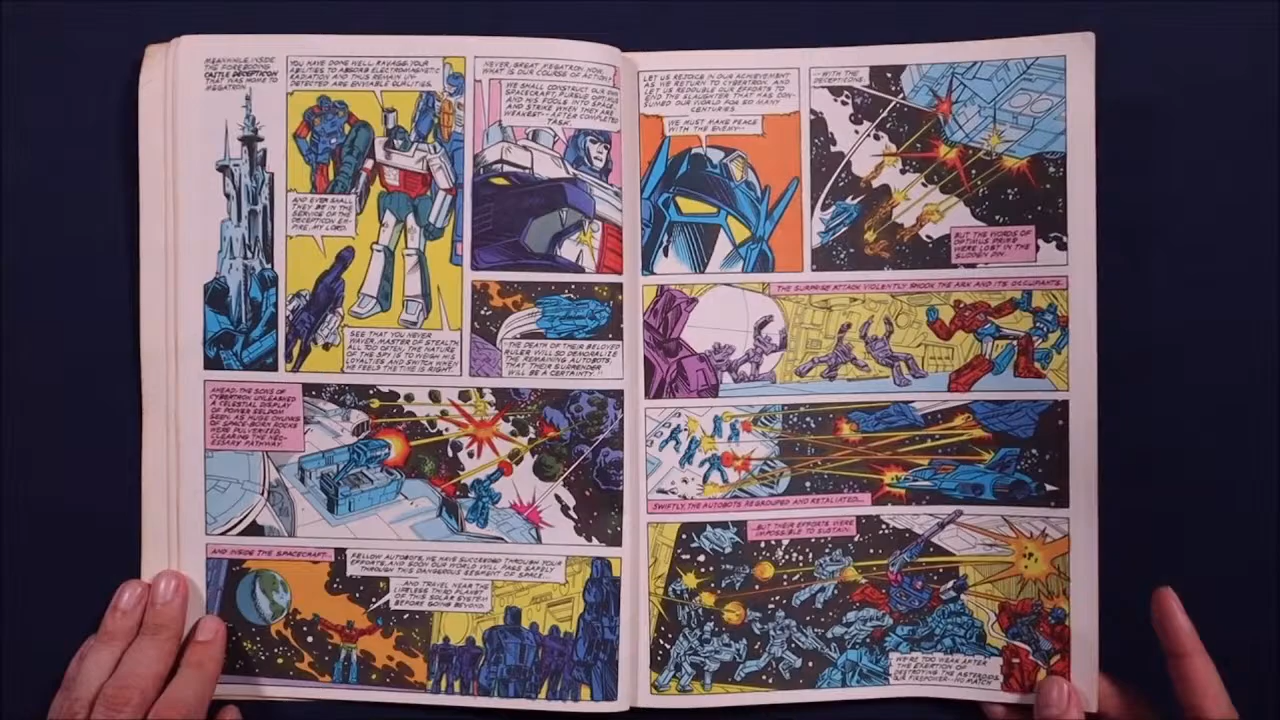 MEANWHILE, INSIDE
THE FOREBODING
CASTLE DECEPTICON
THAT WAS HOME TO
MEGATRON...
YOU HAVE DONE WELL, RAVAGE. YOUR
ABILITIES TO ABSORB ELECTROMAGNETIC
RADIATION AND THUS REMAIN UN-
DETECTED ARE ENVIABLE QUALITIES.
AND EVER SHALL
THEY BE IN THE
SERVICE OF THE
DECEPTICON EM-
PIRE, MY LORD.
SEE THAT YOU NEVER
WAVER, MASTER OF STEALTH.
ALL TOO OFTEN, THE NATURE
OF THE SPY IS TO WEIGH HIS
LOYALTIES AND SWITCH WHEN
HE FEELS THE TIME IS RIGHT.
NEVER, GREAT MEGATRON. NOW,
WHAT IS OUR COURSE OF ACTION?
WE SHALL CONSTRUCT OUR OWN
SPACECRAFT, PURSUE OPTIMUS
AND HIS FOOLS INTO SPACE,
AND STRIKE WHEN THEY ARE
WEAKEST--AFTER COMPLETED
TASK.
"THE DEATH OF THEIR BELOVED
RULER WILL SO DEMORALIZE
THE REMAINING AUTOBOTS,
THAT THEIR SURRENDER
WILL BE A CERTAINTY."
AHEAD, THE SONS OF
CYBERTRON UNLEASHED
A CELESTIAL DISPLAY
OF POWER SELDOM
SEEN, AS HUGE CHUNKS
OF SPACE-BORN ROCKS
WERE PULVERIZED,
CLEARING THE NEC-
ESSARY PATHWAY.
AND INSIDE THE SPACECRAFT...
FELLOW AUTOBOTS, WE HAVE SUCCEEDED THROUGH YOUR
EFFORTS, AND SOON OUR WORLD WILL PASS SAFELY
THROUGH THIS DANGEROUS SEGMENT OF SPACE...
...AND TRAVEL NEAR THE
LIFELESS THIRD PLANET
OF THIS SOLAR SYSTEM
BEFORE GOING BEYOND.
LET US REJOICE IN OUR ACHIEVEMENT
AS WE RETURN TO CYBERTRON, AND
LET US REDOUBLE OUR EFFORTS TO
END THE SLAUGHTER THAT HAS CON-
SUMED OUR WORLD FOR SO MANY
CENTURIES.
WE MUST MAKE PEACE
WITH THE ENEMY--
--WITH THE
DECEPTICONS.
BUT THE WORDS OF
OPTIMUS PRIME
WERE LOST IN THE
SUDDEN DIN.
THE SURPRISE ATTACK VIOLENTLY SHOOK THE ARK AND ITS OCCUPANTS.
SWIFTLY, THE AUTOBOTS REGROUPED AND RETALIATED...
...BUT THEIR EFFORTS WERE
IMPOSSIBLE TO SUSTAIN.
WE'RE TOO WEAK AFTER
THE EXERTION OF
DESTROYING THE ASTEROIDS.
OUR FIREPOWER--NO MATCH